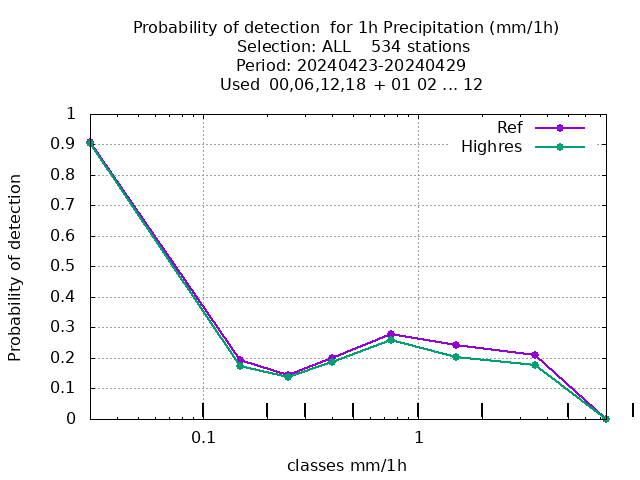 Probability of detection for 1h Precipitation (mm/1h)
Selection: ALL 534 stations
Period: 20240423-20240429
Used 00,06,12,18 + 01 02 ... 12
Probability of detection
1
0.9
0.8
0.7
0.6
0.5
0.4
0.3
0.2
0.1
0
Ref
Highres
0.1 1
classes mm/1h